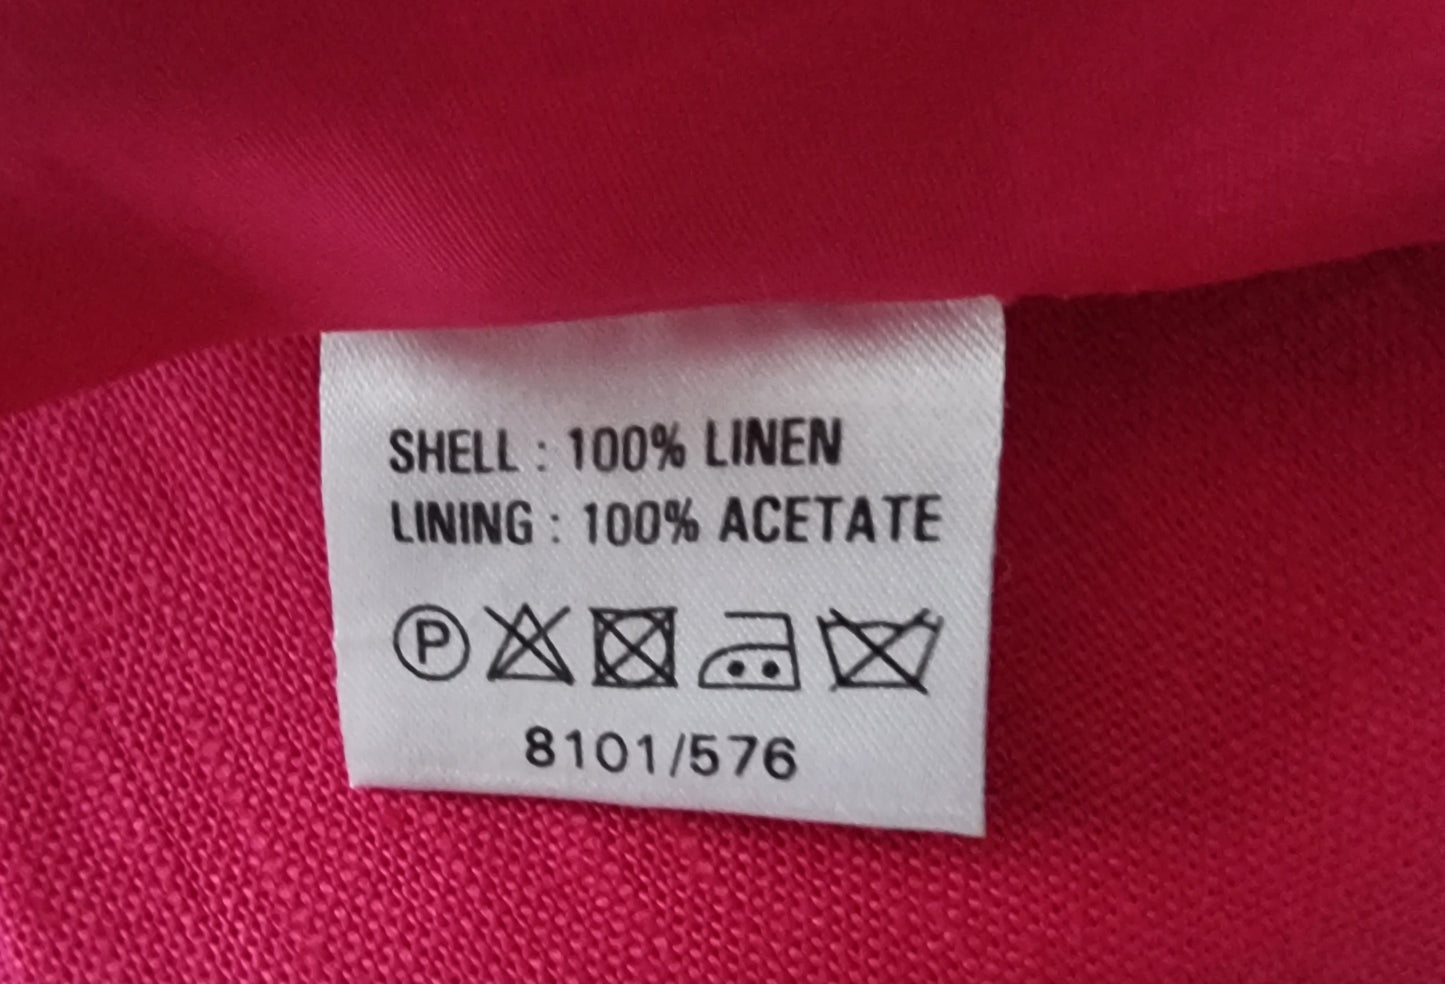 SHELL : 100% LINEN
LINING : 100% ACETATE
P
8101/576